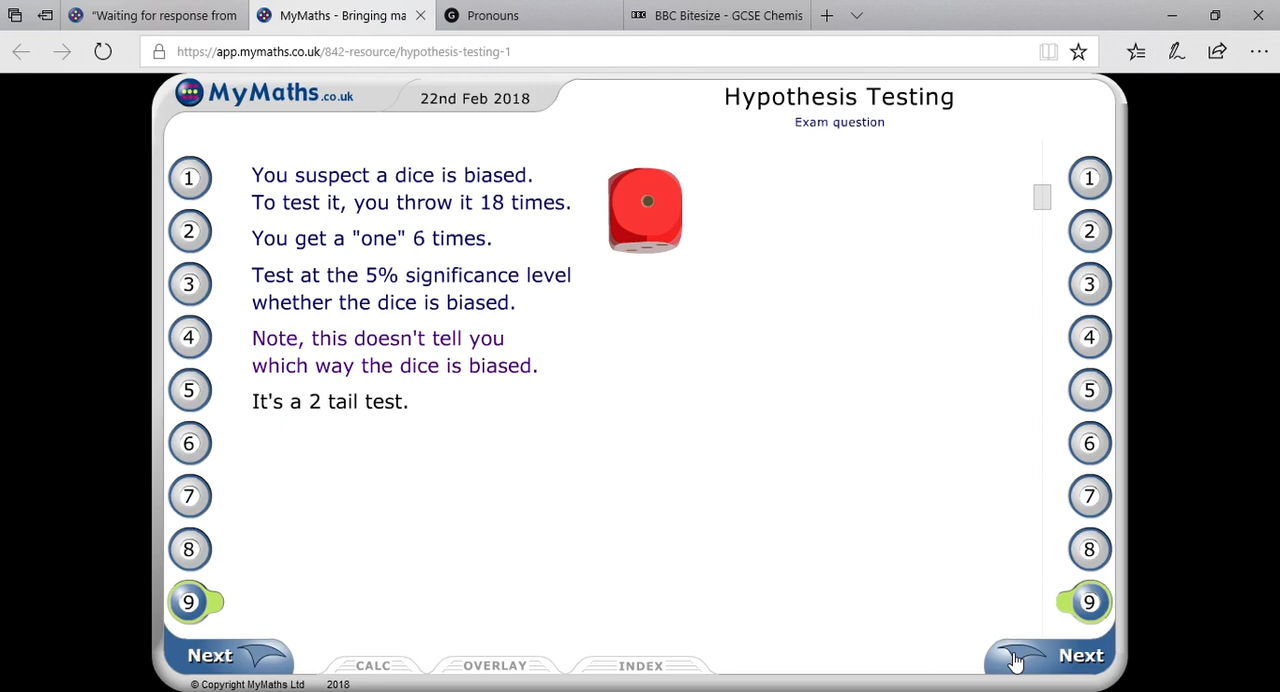 "Waiting for response from
MyMaths - Bringing ma
Pronouns
BBC Bitesize - GCSE Chemis
https://app.mymaths.co.uk/842-resource/hypothesis-testing-1
MyMaths.co.uk
22nd Feb 2018
Hypothesis Testing
Exam question
You suspect a dice is biased.
To test it, you throw it 18 times.
You get a "one" 6 times.
Test at the 5% significance level
whether the dice is biased.
Note, this doesn't tell you
which way the dice is biased.
It's a 2 tail test.
1
2
3
4
5
6
7
8
9
1
2
3
4
5
6
7
8
9
Next
CALC
OVERLAY
INDEX
Next
© Copyright MyMaths Ltd 2018